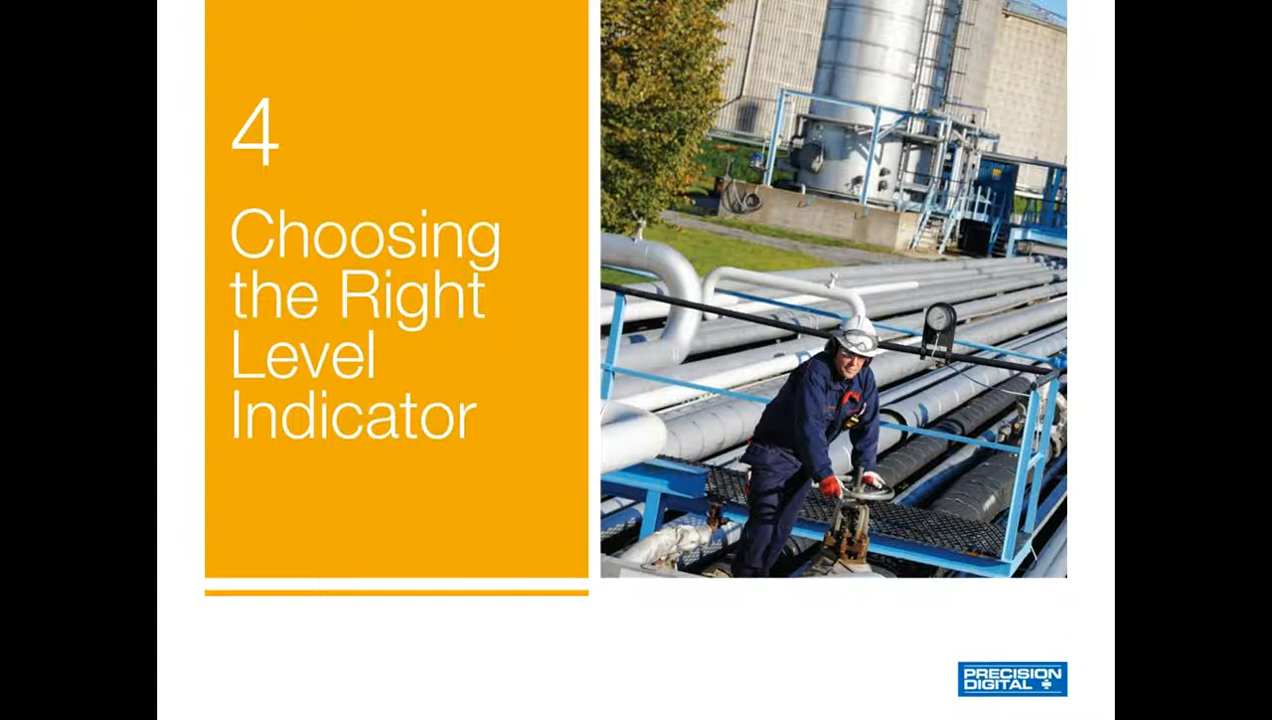 4
Choosing
the Right
Level
Indicator
PRECISION
DIGITAL